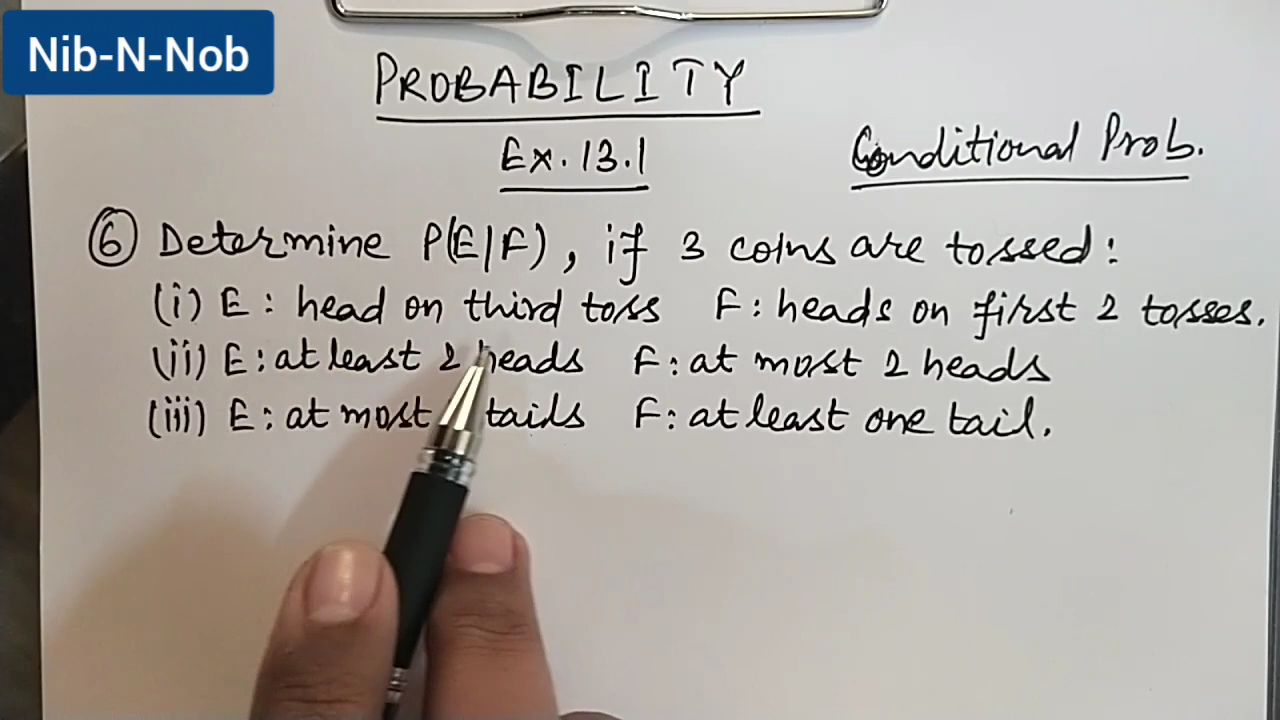 Nib-N-Nob
PROBABILITY
Ex. 13.1
Conditional Prob.
⑥ Determine P(E|F), if 3 coins are tossed:
(i) E: head on third toss F: heads on first 2 tosses.
(ii) E: at least 2 heads F: at most 2 heads
(iii) E: at most tails F: at least one tail.